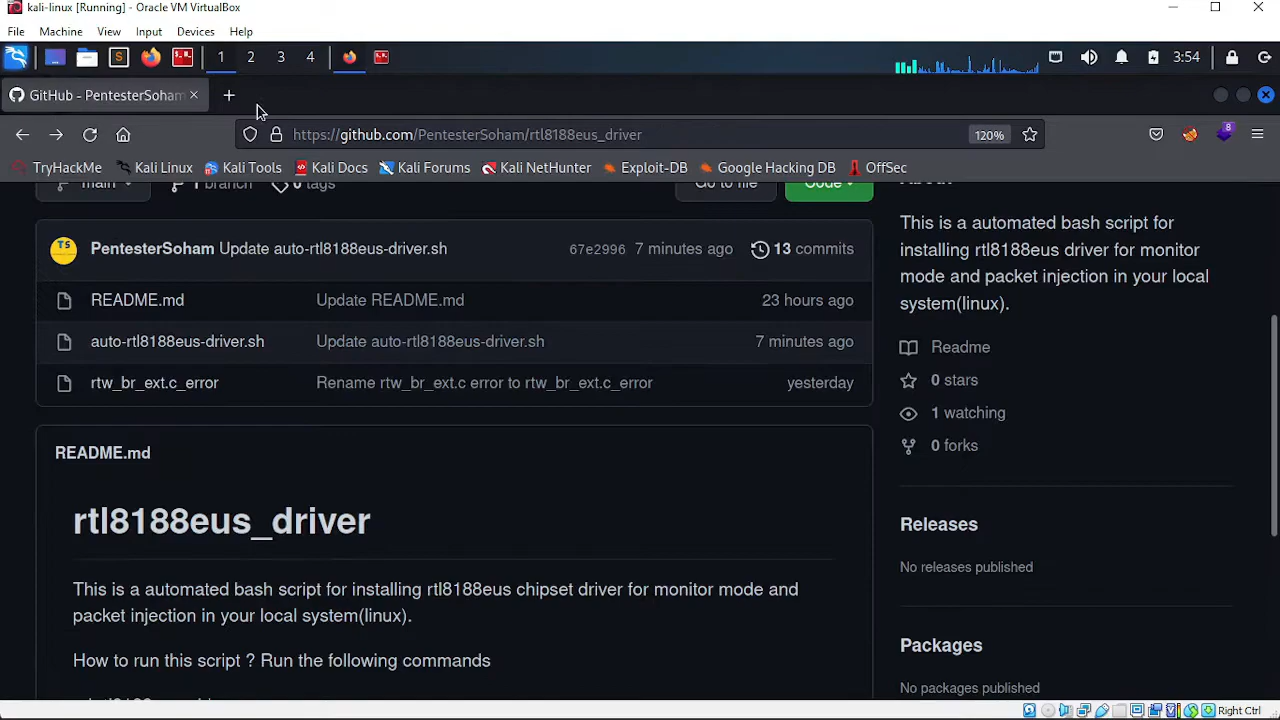 kali-linux [Running] - Oracle VM VirtualBox
File Machine View Input Devices Help
1 2 3 4 3:54
GitHub - PentesterSoham
https://github.com/PentesterSoham/rtl8188eus_driver 120% 8
TryHackMe Kali Linux Kali Tools Kali Docs Kali Forums Kali NetHunter Exploit-DB Google Hacking DB OffSec
main 1 branch 0 tags Go to file Code About
PentesterSoham Update auto-rtl8188eus-driver.sh 67e2996 7 minutes ago 13 commits
README.md Update README.md 23 hours ago
auto-rtl8188eus-driver.sh Update auto-rtl8188eus-driver.sh 7 minutes ago
rtw_br_ext.c_error Rename rtw_br_ext.c error to rtw_br_ext.c_error yesterday
README.md
rtl8188eus_driver
This is a automated bash script for installing rtl8188eus chipset driver for monitor mode and
packet injection in your local system(linux).
How to run this script ? Run the following commands
This is a automated bash script for
installing rtl8188eus driver for monitor
mode and packet injection in your local
system(linux).
Readme
0 stars
1 watching
0 forks
Releases
No releases published
Packages
No packages published
Right Ctrl